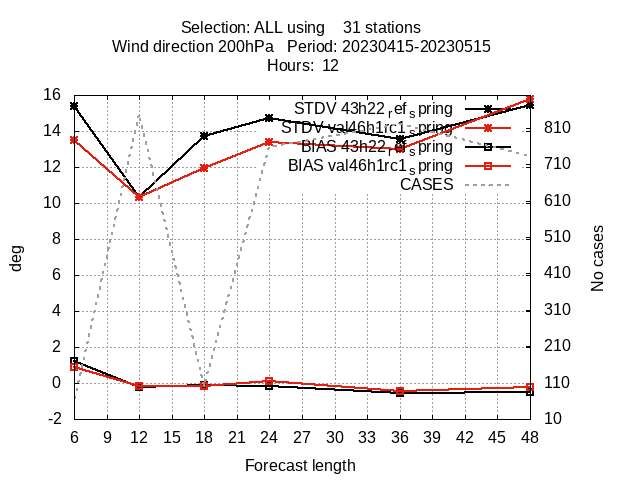 Selection: ALL using 31 stations
Wind direction 200hPa Period: 20230415-20230515
Hours: 12
16
14
12
10
8
6
4
2
0
-2
deg
STDV 43h22_ref_spring
STDV val46h1rc1_spring
BIAS 43h22_ref_spring
BIAS val46h1rc1_spring
CASES
810
710
610
510
410
310
210
110
10
No cases
6 9 12 15 18 21 24 27 30 33 36 39 42 45 48
Forecast length